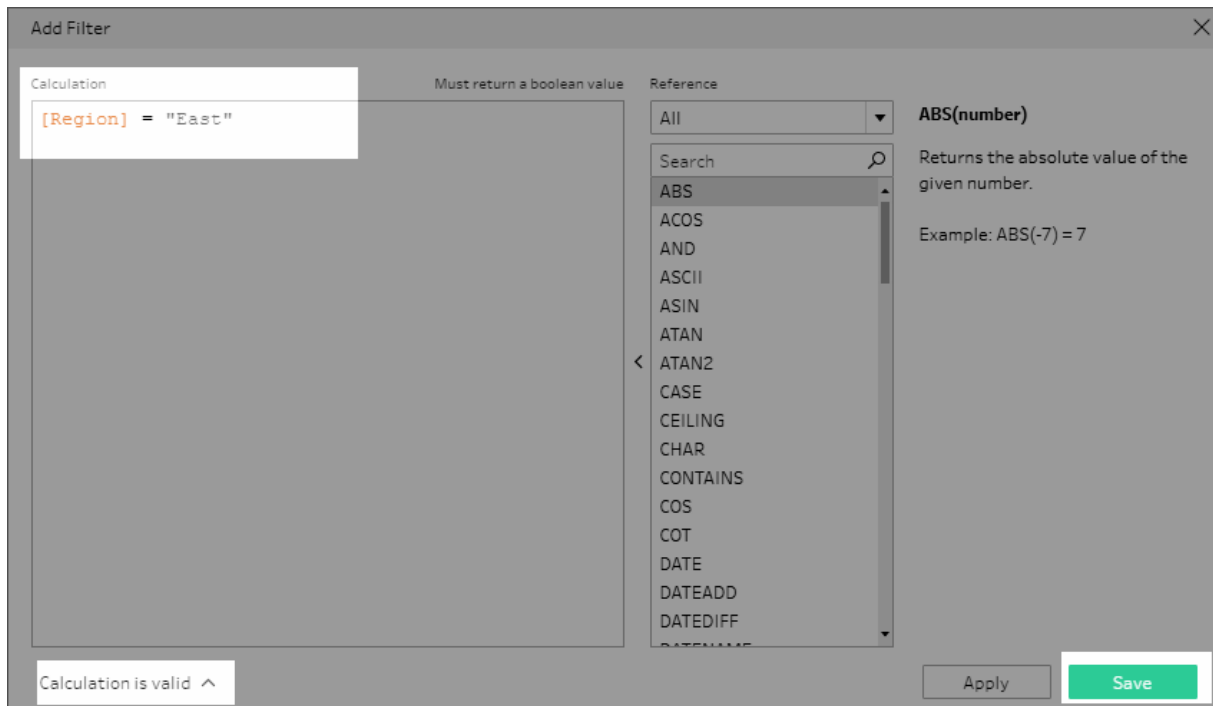 Add Filter
Calculation
Must return a boolean value
[Region] = "East"
Reference
All
Search
ABS
ACOS
AND
ASCII
ASIN
ATAN
ATAN2
CASE
CEILING
CHAR
CONTAINS
COS
COT
DATE
DATEADD
DATEDIFF
DATENAME
ABS(number)
Returns the absolute value of the
given number.
Example: ABS(-7) = 7
Calculation is valid
Apply
Save